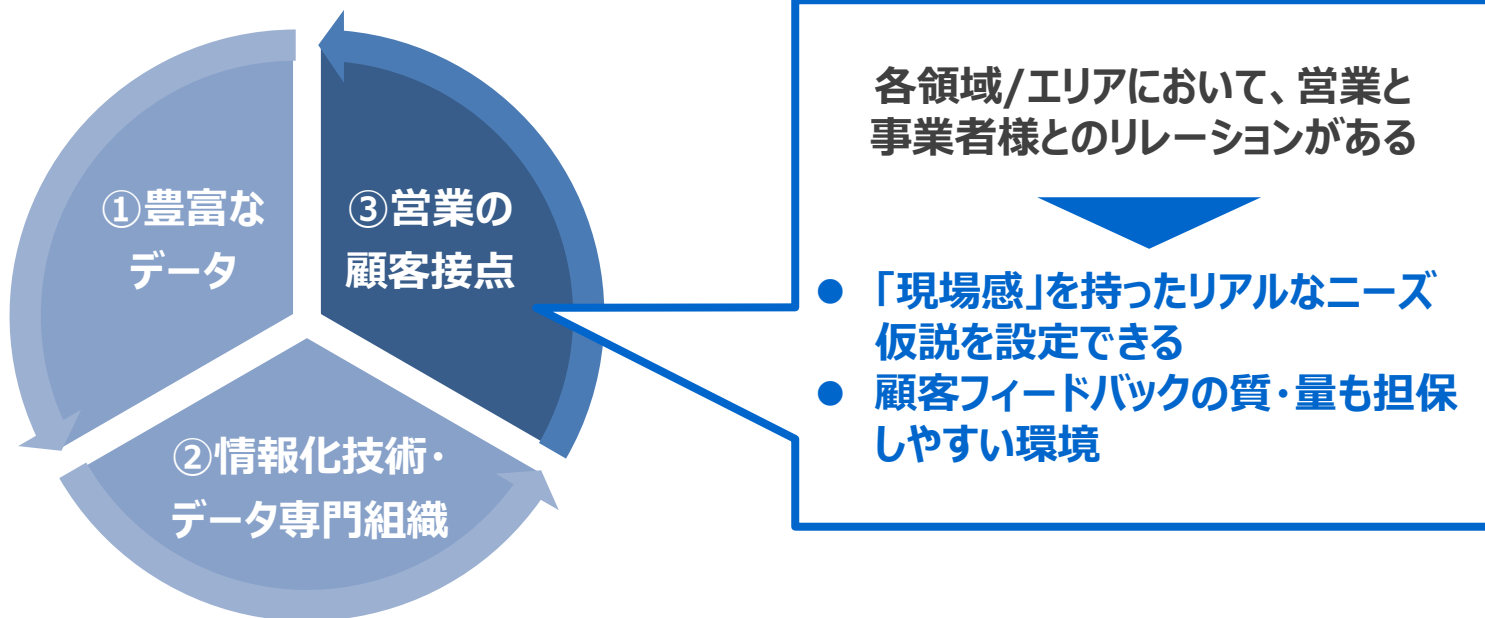 ①豊富な
データ
③営業の
顧客接点
②情報化技術・
データ専門組織
各領域/エリアにおいて、営業と
事業者様とのリレーションがある
● 「現場感」を持ったリアルなニーズ
仮説を設定できる
● 顧客フィードバックの質・量も担保
しやすい環境